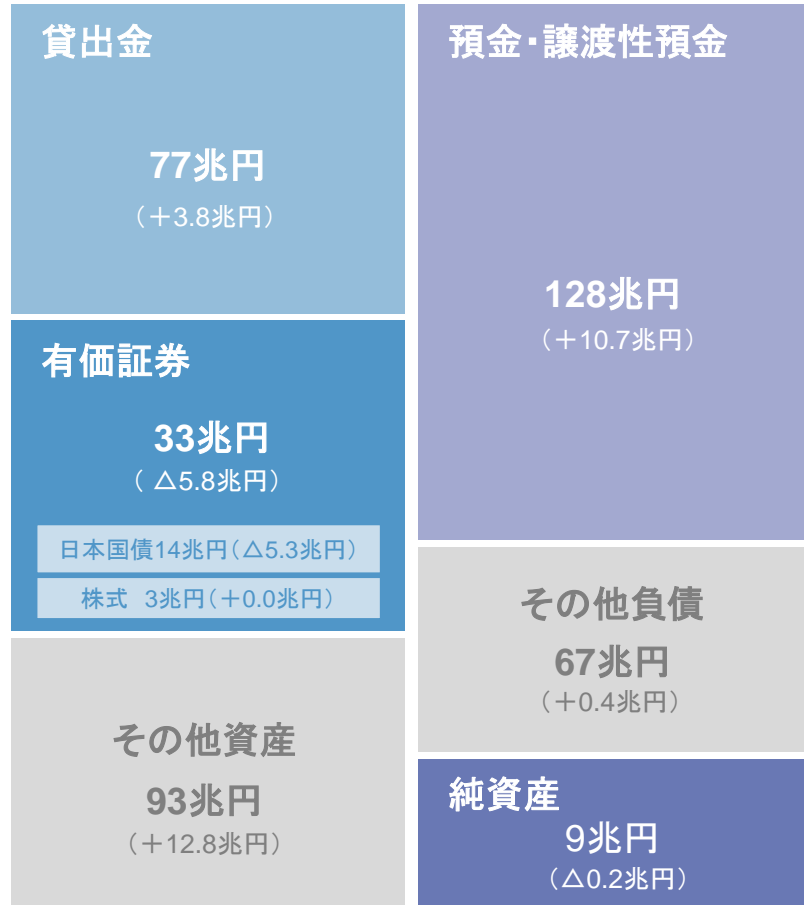 貸出金
77兆円
（＋3.8兆円）
有価証券
33兆円
（ △5.8兆円）
日本国債14兆円（△5.3兆円）
株式　3兆円（＋0.0兆円）
その他資産
93兆円
（＋12.8兆円）
預金・譲渡性預金
128兆円
（＋10.7兆円）
その他負債
67兆円
（＋0.4兆円）
純資産
9兆円
（△0.2兆円）